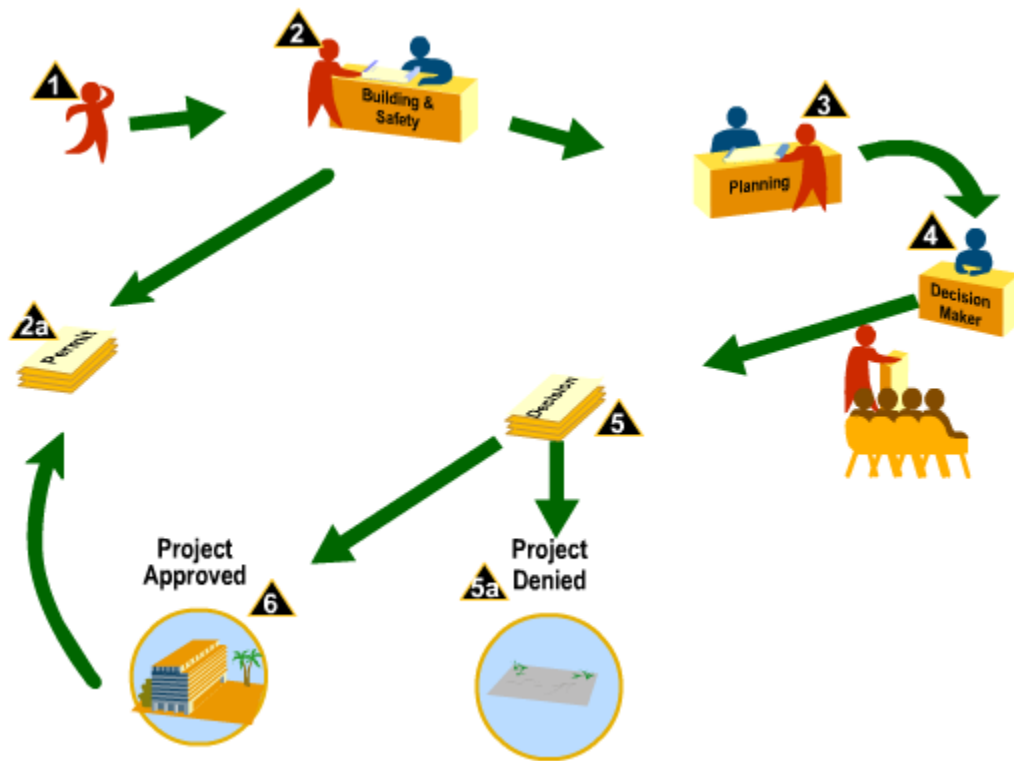 1
2
Building &
Safety
3
Planning
4
Decision
Maker
2a
Permit
Decision
5
Project
Approved
6
Project
Denied
5a